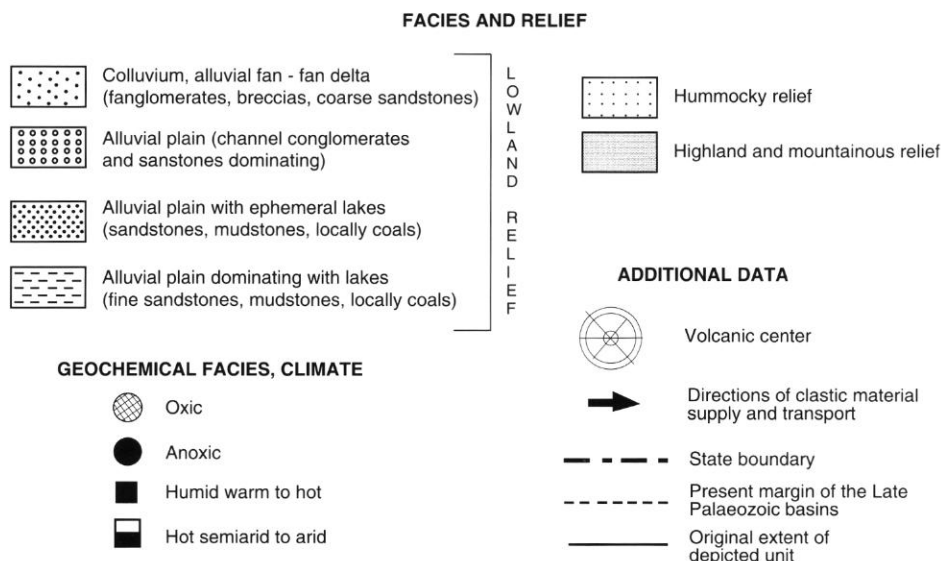 FACIES AND RELIEF
Colluvium, alluvial fan - fan delta
(fanglomerates, breccias, coarse sandstones)
Alluvial plain (channel conglomerates
and sanstones dominating)
Alluvial plain with ephemeral lakes
(sandstones, mudstones, locally coals)
Alluvial plain dominating with lakes
(fine sandstones, mudstones, locally coals)
LOWLAND RELIEF
Hummocky relief
Highland and mountainous relief
GEOCHEMICAL FACIES, CLIMATE
Oxic
Anoxic
Humid warm to hot
Hot semiarid to arid
ADDITIONAL DATA
Volcanic center
Directions of clastic material
supply and transport
State boundary
Present margin of the Late
Palaeozoic basins
Original extent of
depicted unit